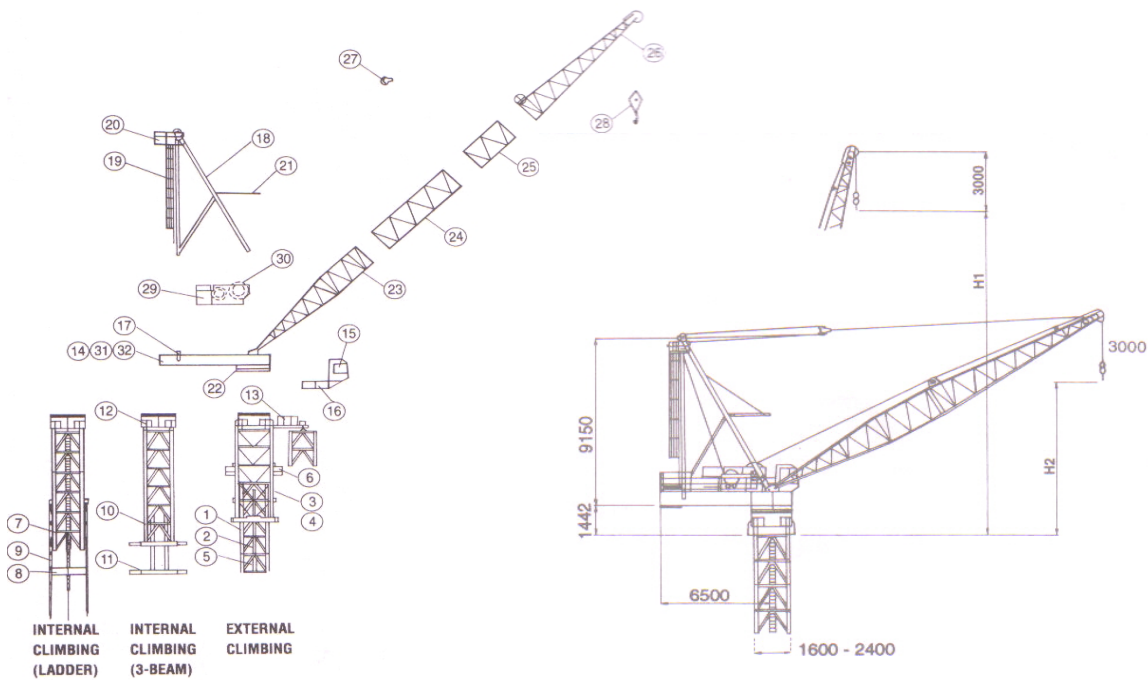 27
26
28
20
18
19
21
25
24
30
29
23
17
14 31 32
15
22
16
13
12
6
3
10
1
4
7
2
9
11
5
8
INTERNAL
CLIMBING
(LADDER)
INTERNAL
CLIMBING
(3-BEAM)
EXTERNAL
CLIMBING
3000
H1
3000
9150
H2
1442
6500
1600 - 2400